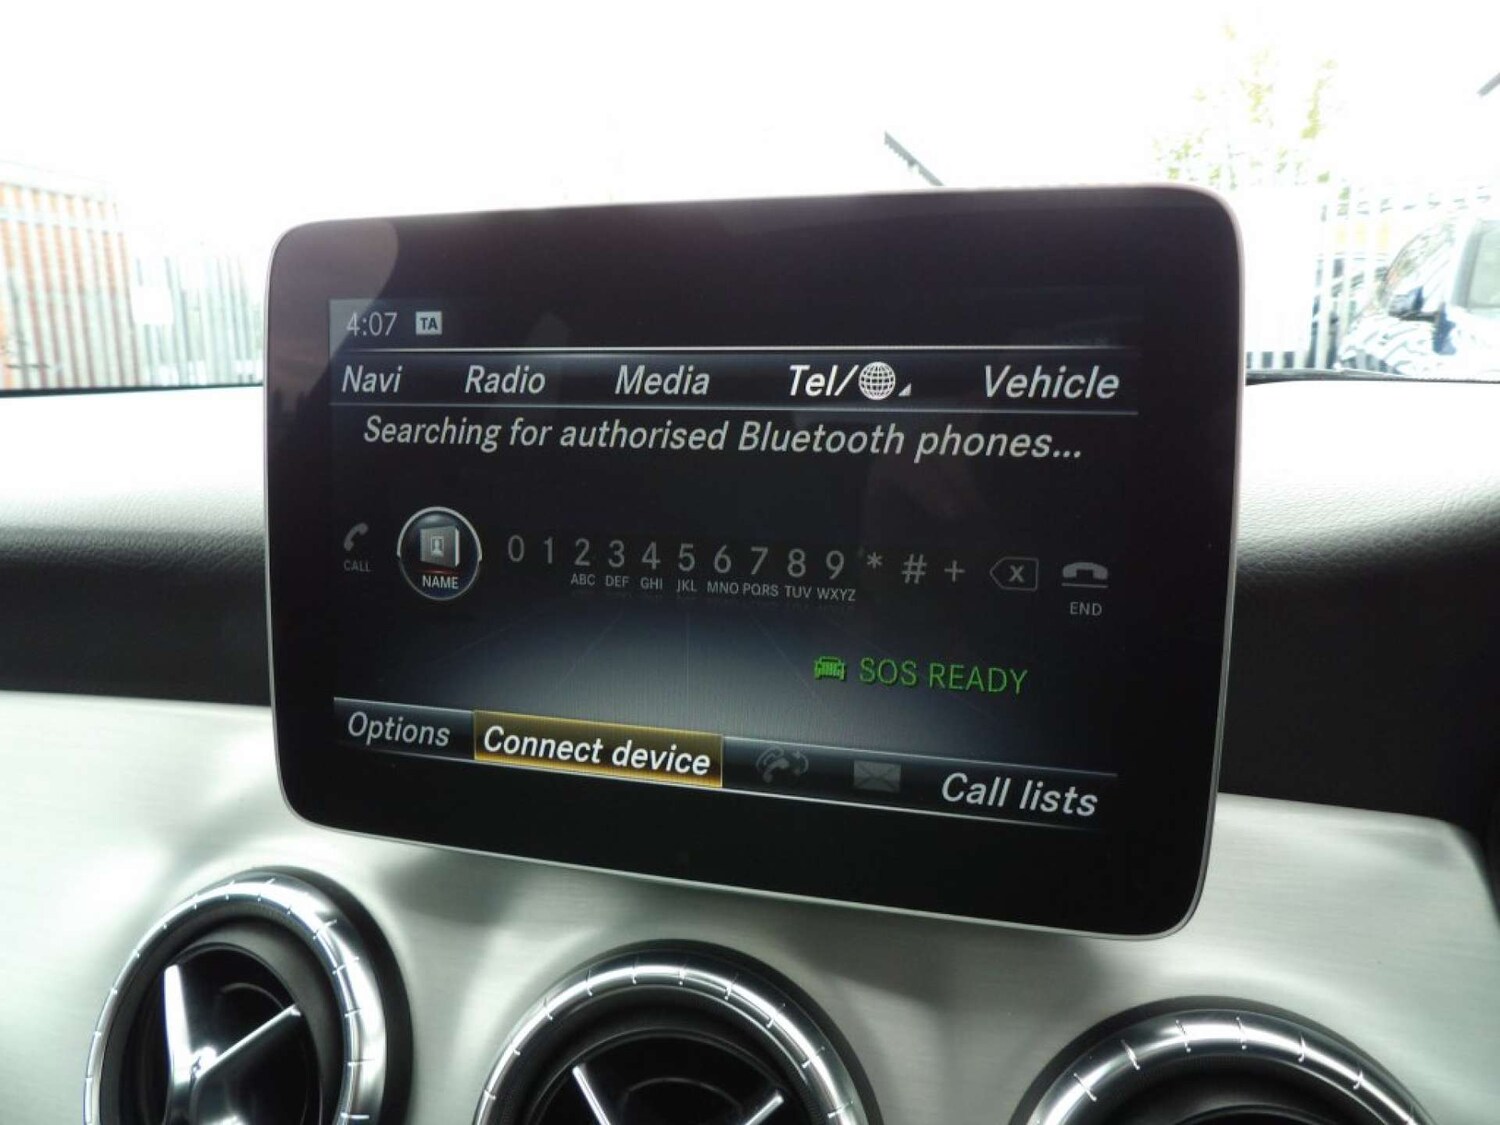 4:07 TA
Navi Radio Media Tel/ Vehicle
Searching for authorised Bluetooth phones...
CALL NAME 0 1 2 3 4 5 6 7 8 9 * # + X END
ABC DEF GHI JKL MNO PQRS TUV WXYZ
SOS READY
Options Connect device Call lists